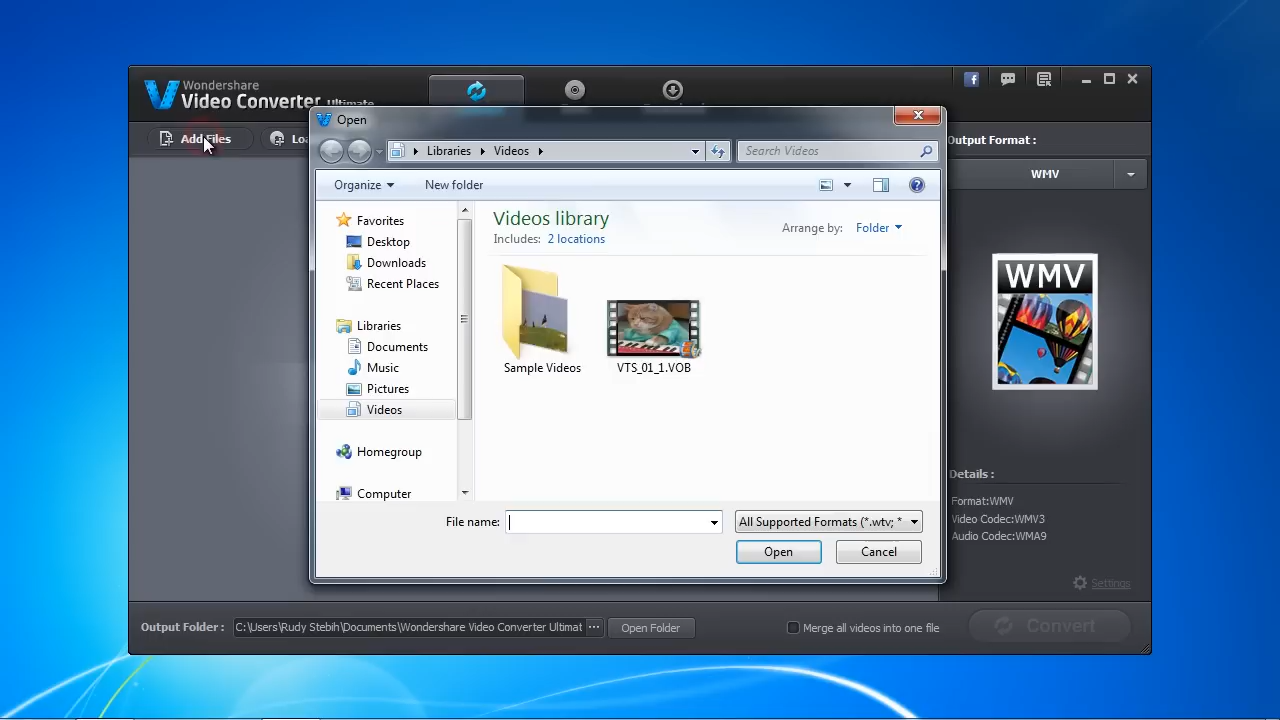 Wondershare
Video Converter Ultimate
Add Files
Loa
Output Format :
WMV
WMV
Details :
Format:WMV
Video Codec:WMV3
Audio Codec:WMA9
Settings
Open
Libraries
Videos
Search Videos
Organize
New folder
Favorites
Desktop
Downloads
Recent Places
Libraries
Documents
Music
Pictures
Videos
Homegroup
Computer
Videos library
Includes: 2 locations
Arrange by: Folder
Sample Videos
VTS_01_1.VOB
File name:
All Supported Formats (*.wtv; *
Open
Cancel
Output Folder : C:\Users\Rudy Stebih\Documents\Wondershare Video Converter Ultimat ... Open Folder
Merge all videos into one file
Convert